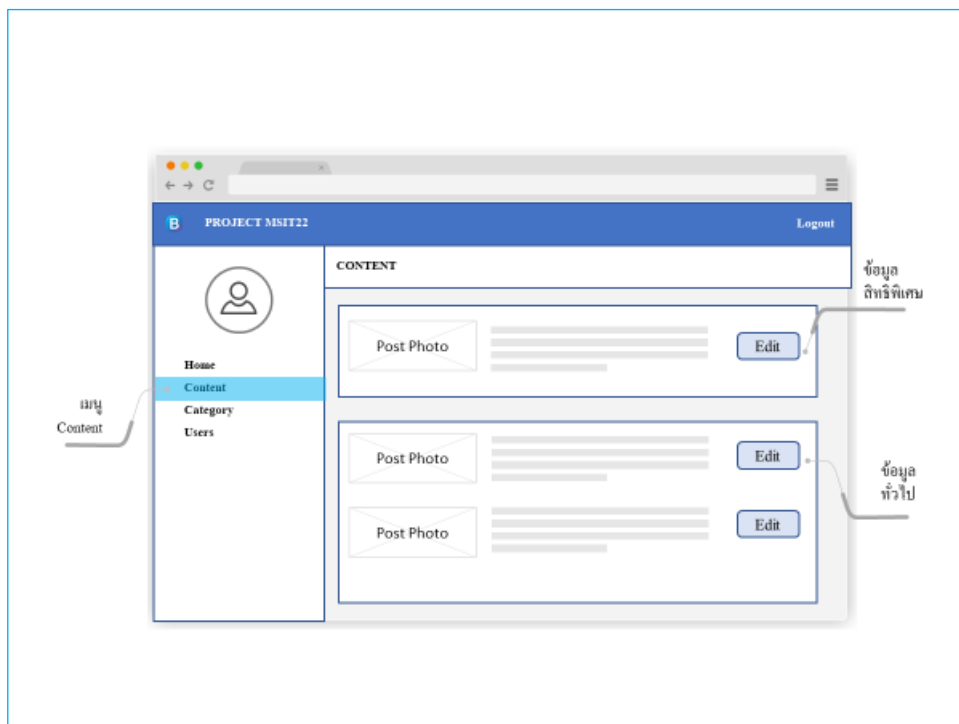 ×
B PROJECT MSIT22 Logout
CONTENT
ข้อมูล
สิทธิพิเศษ
Post Photo Edit
Home
Content
Category
Users
เมนู
Content
Post Photo Edit
ข้อมูล
ทั่วไป
Post Photo Edit